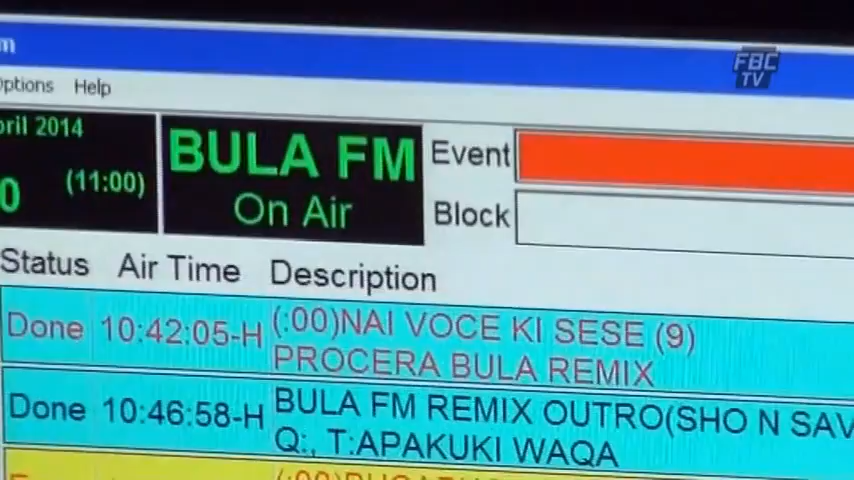 m
FBC
TV
Options Help
pril 2014
BULA FM
Event
0 (11:00)
On Air
Block
Status Air Time Description
Done 10:42:05-H (:00)NAI VOCE KI SESE (9)
PROCERA BULA REMIX
Done 10:46:58-H BULA FM REMIX OUTRO(SHO N SAV
Q:, T:APAKUKI WAQA